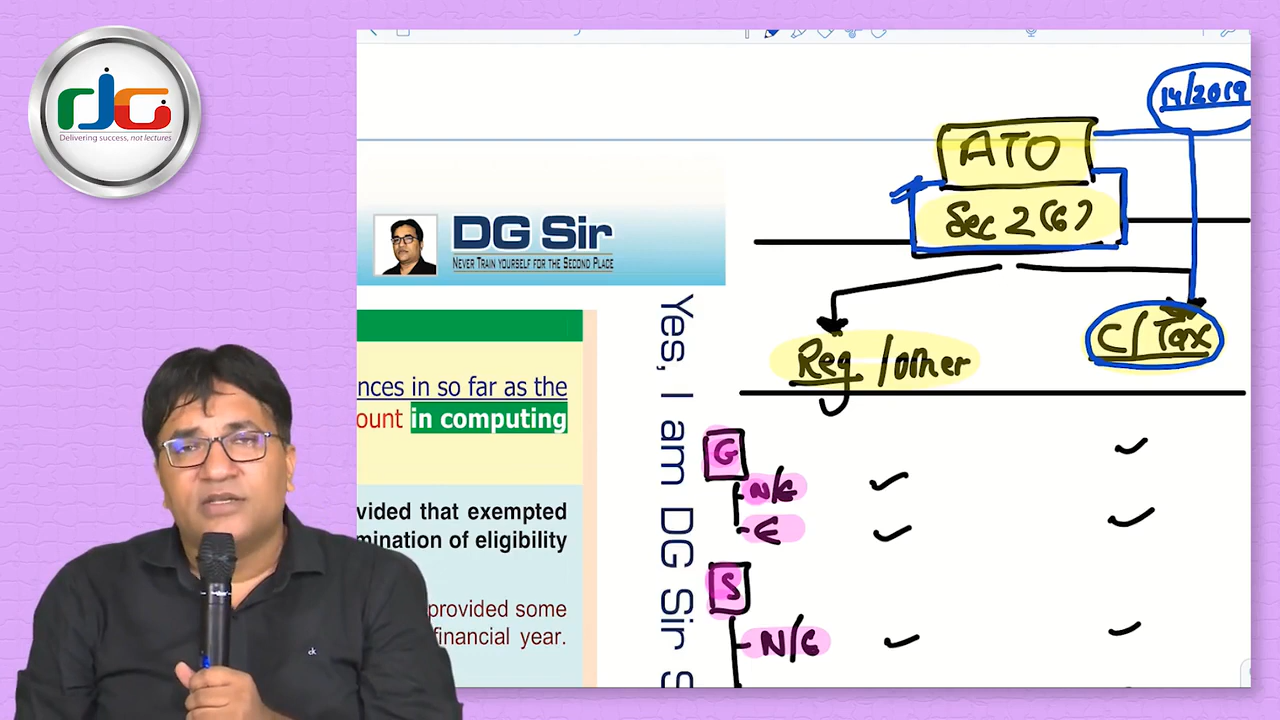 DJG
Delivering success, not lectures
DG Sir
NEVER TRAIN YOURSELF FOR THE SECOND PLACE
nces in so far as the
ount in computing
vided that exempted
mination of eligibility
provided some
financial year.
Yes, I am DG Sir S
14/2019
ATO
Sec 2(6)
Reg /other
C/Tax
G
N/E
E
S
N/E
ck